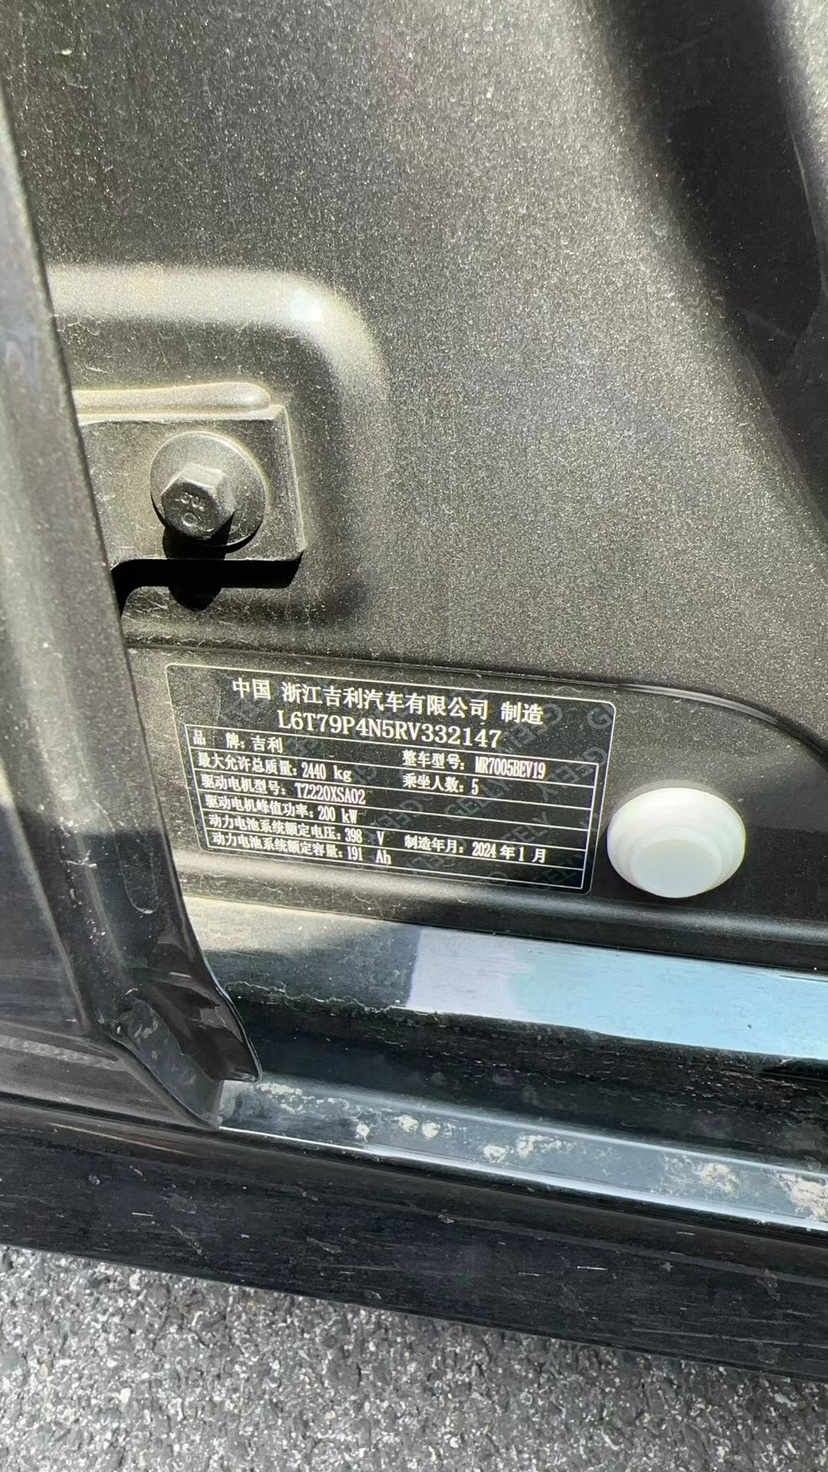 中国 浙江吉利汽车有限公司 制造
L6T79P4N5RV332147
品 牌：吉利 整车型号：MR7005BEV19
最大允许总质量：2440 kg 乘坐人数：5
驱动电机型号：TZ220XSA02
驱动电机峰值功率：200 kW
动力电池系统额定电压：398 V 制造年月：2024年1月
动力电池系统额定容量：191 Ah